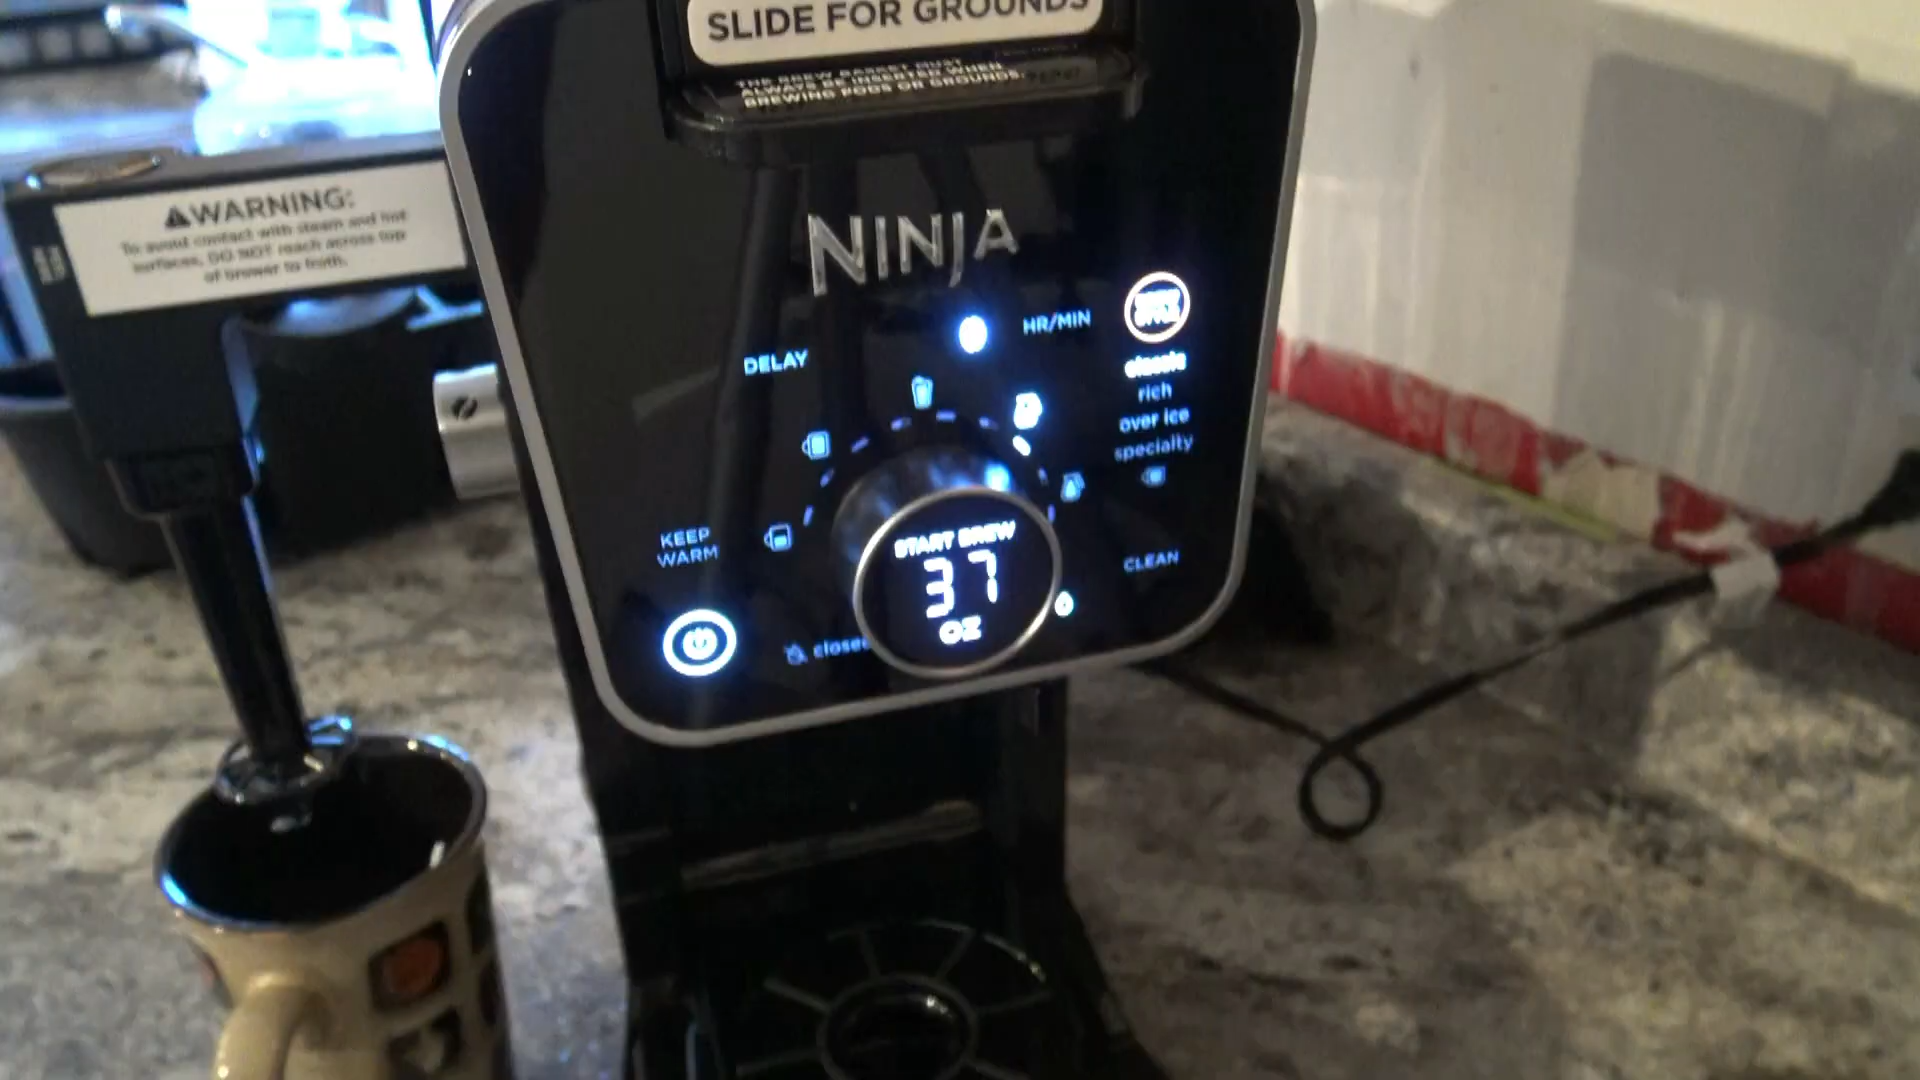 SLIDE FOR GROUNDS
THE BREW BASKET MUST
ALWAYS BE INSERTED WHEN
BREWING PODS OR GROUNDS.
WARNING:
To avoid contact with steam and hot
surfaces, DO NOT reach across top
of brewer to froth.
NINJA
HR/MIN
DELAY
classic
rich
over ice
specialty
KEEP
WARM
START BREW
37
OZ
CLEAN
closed